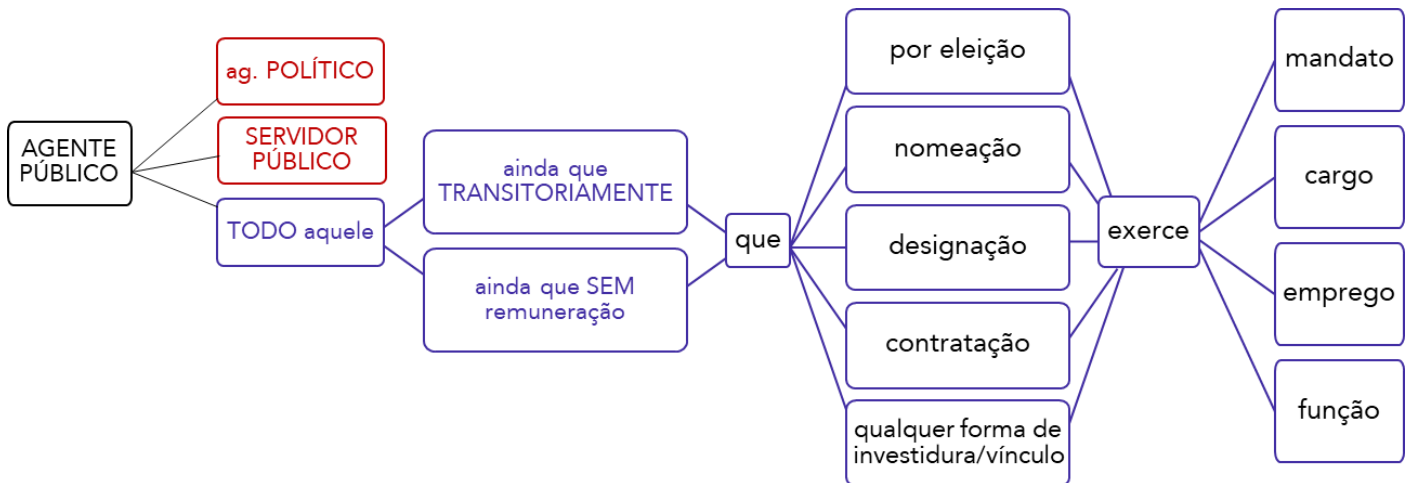 AGENTE
PÚBLICO
ag. POLÍTICO
SERVIDOR
PÚBLICO
TODO aquele
ainda que
TRANSITORIAMENTE
ainda que SEM
remuneração
que
por eleição
nomeação
designação
contratação
qualquer forma de
investidura/vínculo
exerce
mandato
cargo
emprego
função